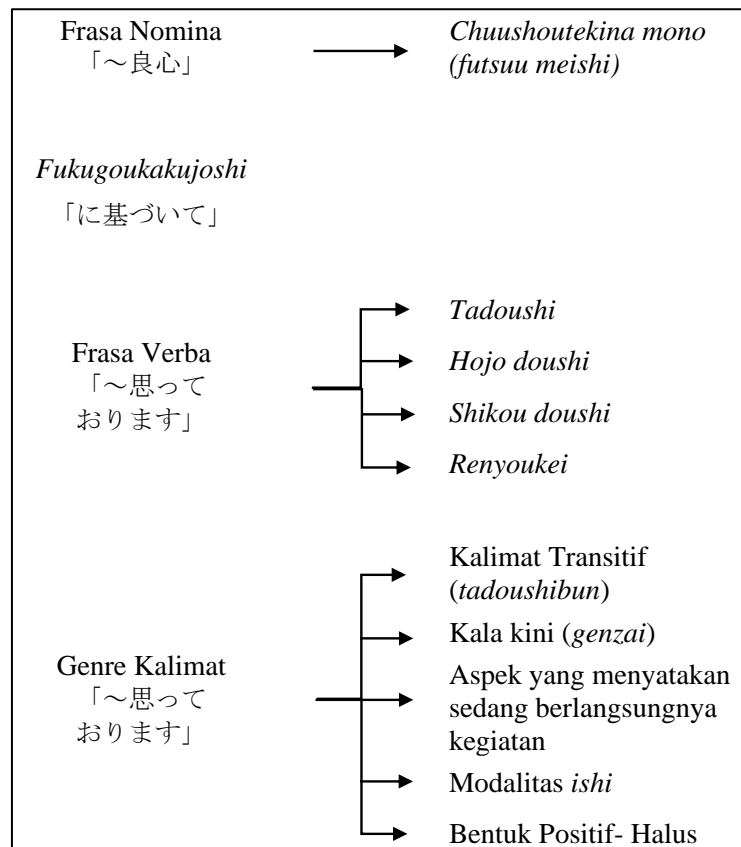 Frasa Nomina
「～良心」
Chuushoutekina mono
(futsuu meishi)
Fukugoukakujoshi
「に基づいて」
Frasa Verba
「～思って
おります」
Tadoushi
Hojo doushi
Shikou doushi
Renyoukei
Genre Kalimat
「～思って
おります」
Kalimat Transitif
(tadoushibun)
Kala kini (genzai)
Aspek yang menyatakan
sedang berlangsungnya
kegiatan
Modalitas ishi
Bentuk Positif- Halus